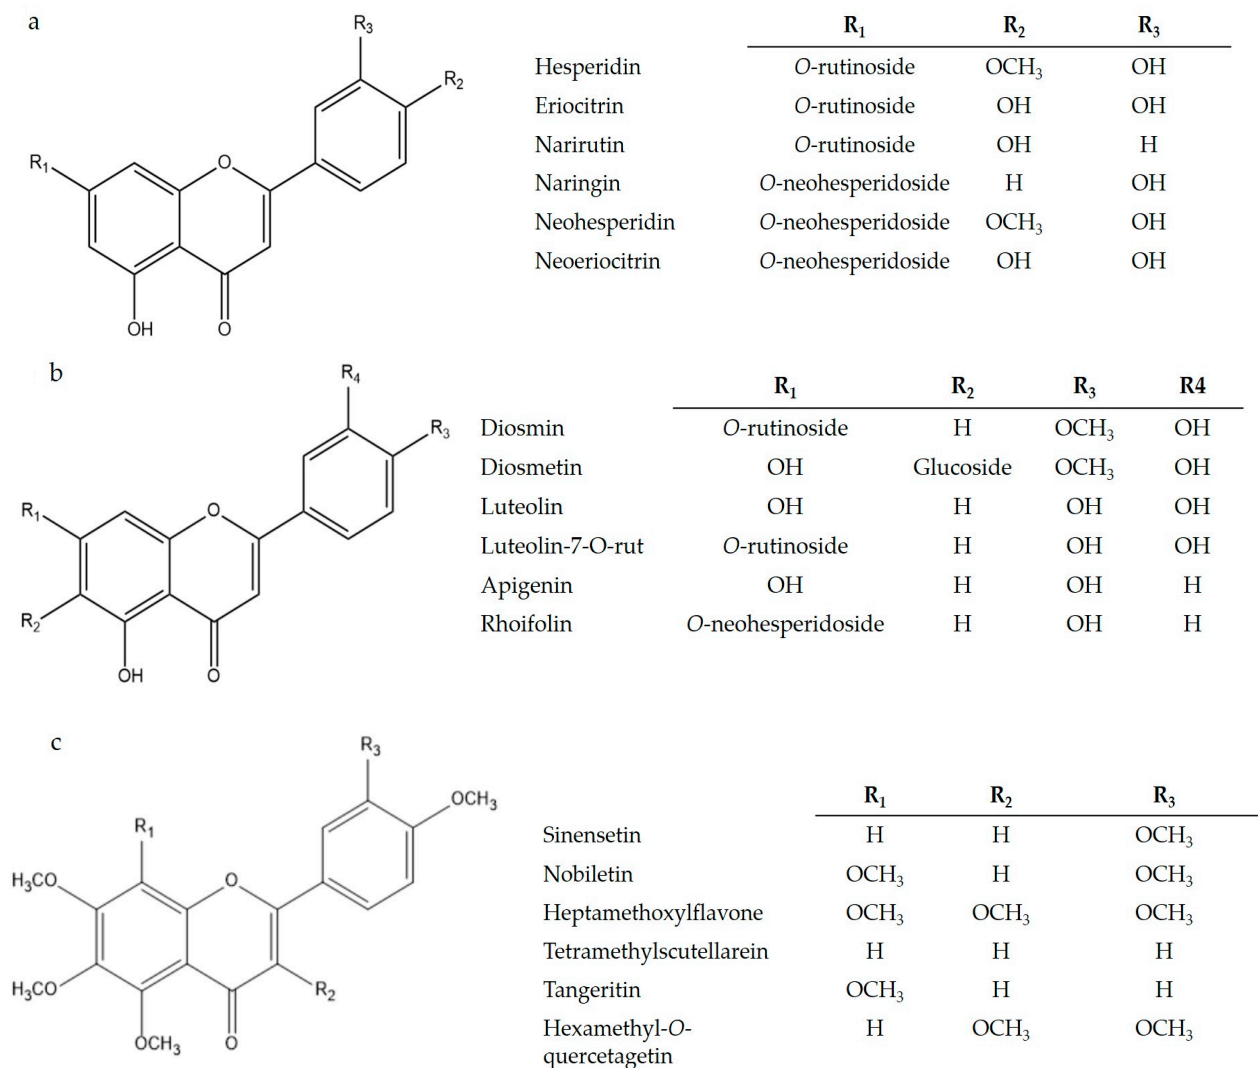 a
R₃
R₂
R₁
O
OH
O
R₁ R₂ R₃
Hesperidin O-rutinoside OCH₃ OH
Eriocitrin O-rutinoside OH OH
Narirutin O-rutinoside OH H
Naringin O-neohesperidoside H OH
Neohesperidin O-neohesperidoside OCH₃ OH
Neoeriocitrin O-neohesperidoside OH OH
b
R₄
R₃
R₁
O
R₂
OH
O
R₁ R₂ R₃ R4
Diosmin O-rutinoside H OCH₃ OH
Diosmetin OH Glucoside OCH₃ OH
Luteolin OH H OH OH
Luteolin-7-O-rut O-rutinoside H OH OH
Apigenin OH H OH H
Rhoifolin O-neohesperidoside H OH H
c
R₃
OCH₃
R₁
H₃CO
O
H₃CO
R₂
OCH₃
O
R₁ R₂ R₃
Sinensetin H H OCH₃
Nobiletin OCH₃ H OCH₃
Heptamethoxylflavone OCH₃ OCH₃ OCH₃
Tetramethylscutellarein H H H
Tangeritin OCH₃ H H
Hexamethyl-O- H OCH₃ OCH₃
quercetagetin